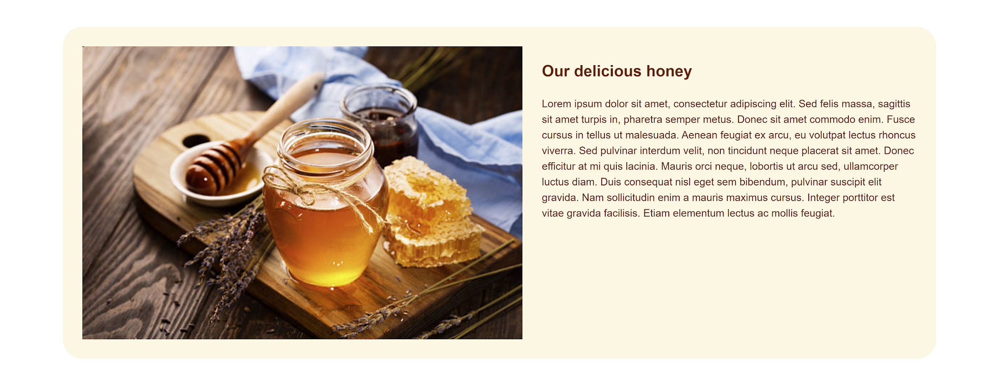 Our delicious honey
Lorem ipsum dolor sit amet, consectetur adipiscing elit. Sed felis massa, sagittis
sit amet turpis in, pharetra semper metus. Donec sit amet commodo enim. Fusce
cursus in tellus ut malesuada. Aenean feugiat ex arcu, eu volutpat lectus rhoncus
viverra. Sed pulvinar interdum velit, non tincidunt neque placerat sit amet. Donec
efficitur at mi quis lacinia. Mauris orci neque, lobortis ut arcu sed, ullamcorper
luctus diam. Duis consequat nisl eget sem bibendum, pulvinar suscipit elit
gravida. Nam sollicitudin enim a mauris maximus cursus. Integer porttitor est
vitae gravida facilisis. Etiam elementum lectus ac mollis feugiat.